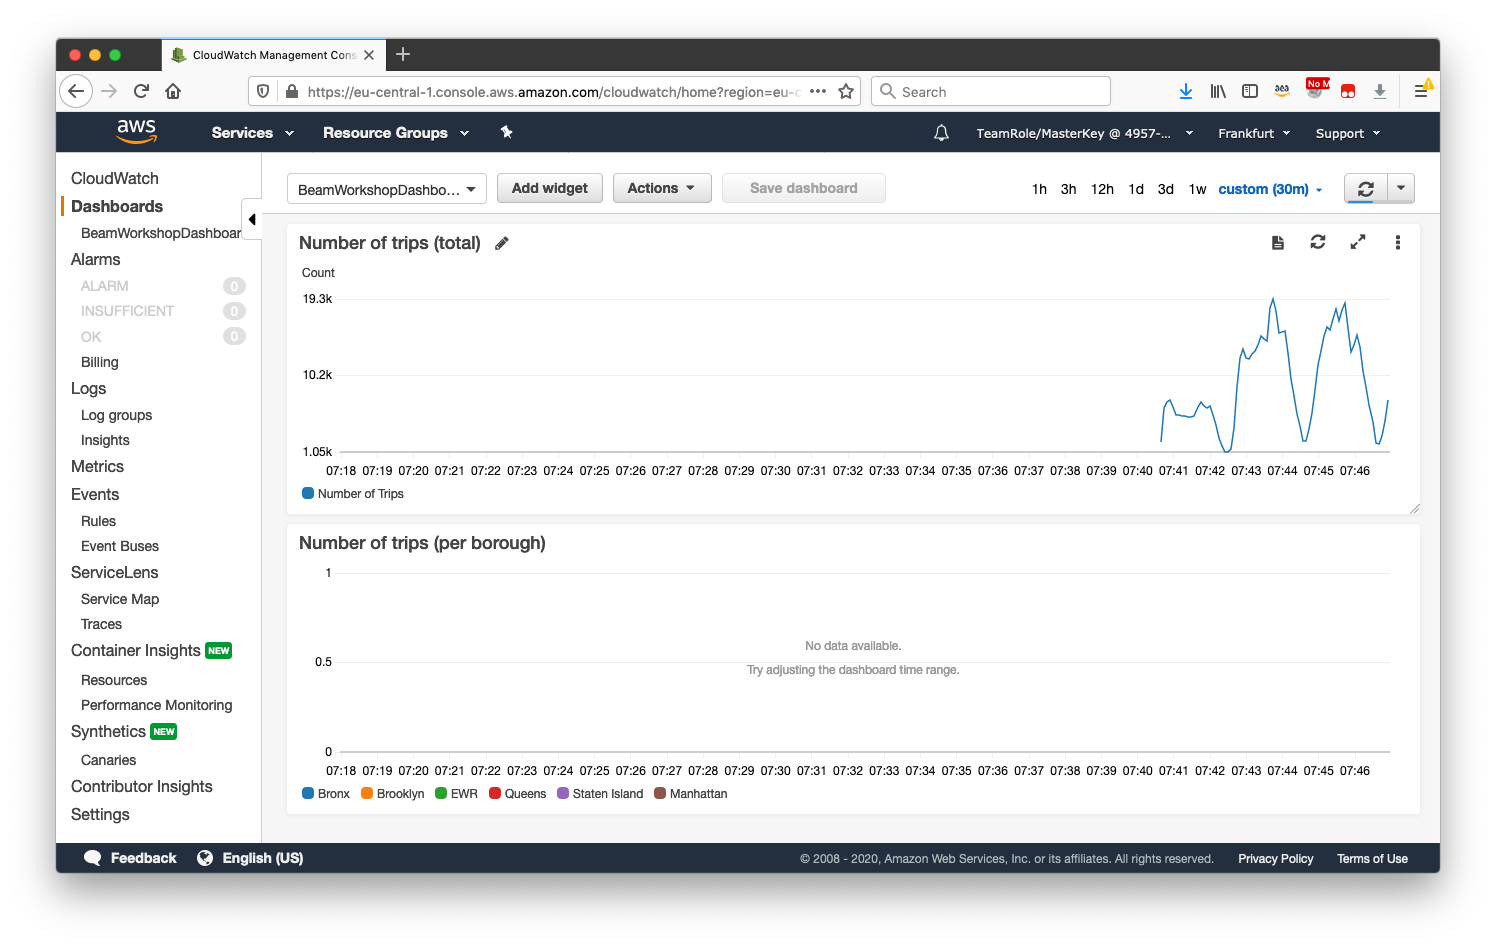 CloudWatch Management Cons
https://eu-central-1.console.aws.amazon.com/cloudwatch/home?region=eu-c
Search
aea
No M
aws
Services
Resource Groups
TeamRole/MasterKey @ 4957-...
Frankfurt
Support
CloudWatch
Dashboards
BeamWorkshopDashboar
Alarms
ALARM 0
INSUFFICIENT 0
OK 0
Billing
Logs
Log groups
Insights
Metrics
Events
Rules
Event Buses
ServiceLens
Service Map
Traces
Container Insights NEW
Resources
Performance Monitoring
Synthetics NEW
Canaries
Contributor Insights
Settings
BeamWorkshopDashbo...
Add widget
Actions
Save dashboard
1h 3h 12h 1d 3d 1w custom (30m)
Number of trips (total)
Count
19.3k
10.2k
1.05k
07:18 07:19 07:20 07:21 07:22 07:23 07:24 07:25 07:26 07:27 07:28 07:29 07:30 07:31 07:32 07:33 07:34 07:35 07:36 07:37 07:38 07:39 07:40 07:41 07:42 07:43 07:44 07:45 07:46
Number of Trips
Number of trips (per borough)
1
0.5
0
No data available.
Try adjusting the dashboard time range.
07:18 07:19 07:20 07:21 07:22 07:23 07:24 07:25 07:26 07:27 07:28 07:29 07:30 07:31 07:32 07:33 07:34 07:35 07:36 07:37 07:38 07:39 07:40 07:41 07:42 07:43 07:44 07:45 07:46
Bronx Brooklyn EWR Queens Staten Island Manhattan
Feedback
English (US)
© 2008 - 2020, Amazon Web Services, Inc. or its affiliates. All rights reserved.
Privacy Policy
Terms of Use